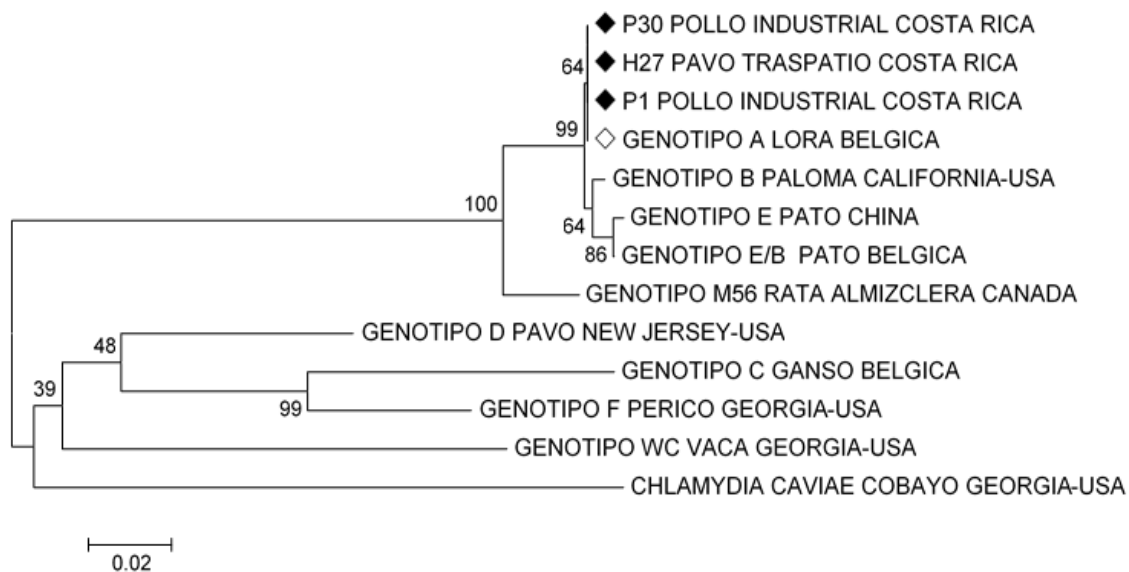 P30 POLLO INDUSTRIAL COSTA RICA
H27 PAVO TRASPATIO COSTA RICA
64
P1 POLLO INDUSTRIAL COSTA RICA
99
GENOTIPO A LORA BELGICA
GENOTIPO B PALOMA CALIFORNIA-USA
100
GENOTIPO E PATO CHINA
64
86
GENOTIPO E/B PATO BELGICA
GENOTIPO M56 RATA ALMIZCLERA CANADA
GENOTIPO D PAVO NEW JERSEY-USA
48
GENOTIPO C GANSO BELGICA
39
99
GENOTIPO F PERICO GEORGIA-USA
GENOTIPO WC VACA GEORGIA-USA
CHLAMYDIA CAVIAE COBAYO GEORGIA-USA
0.02